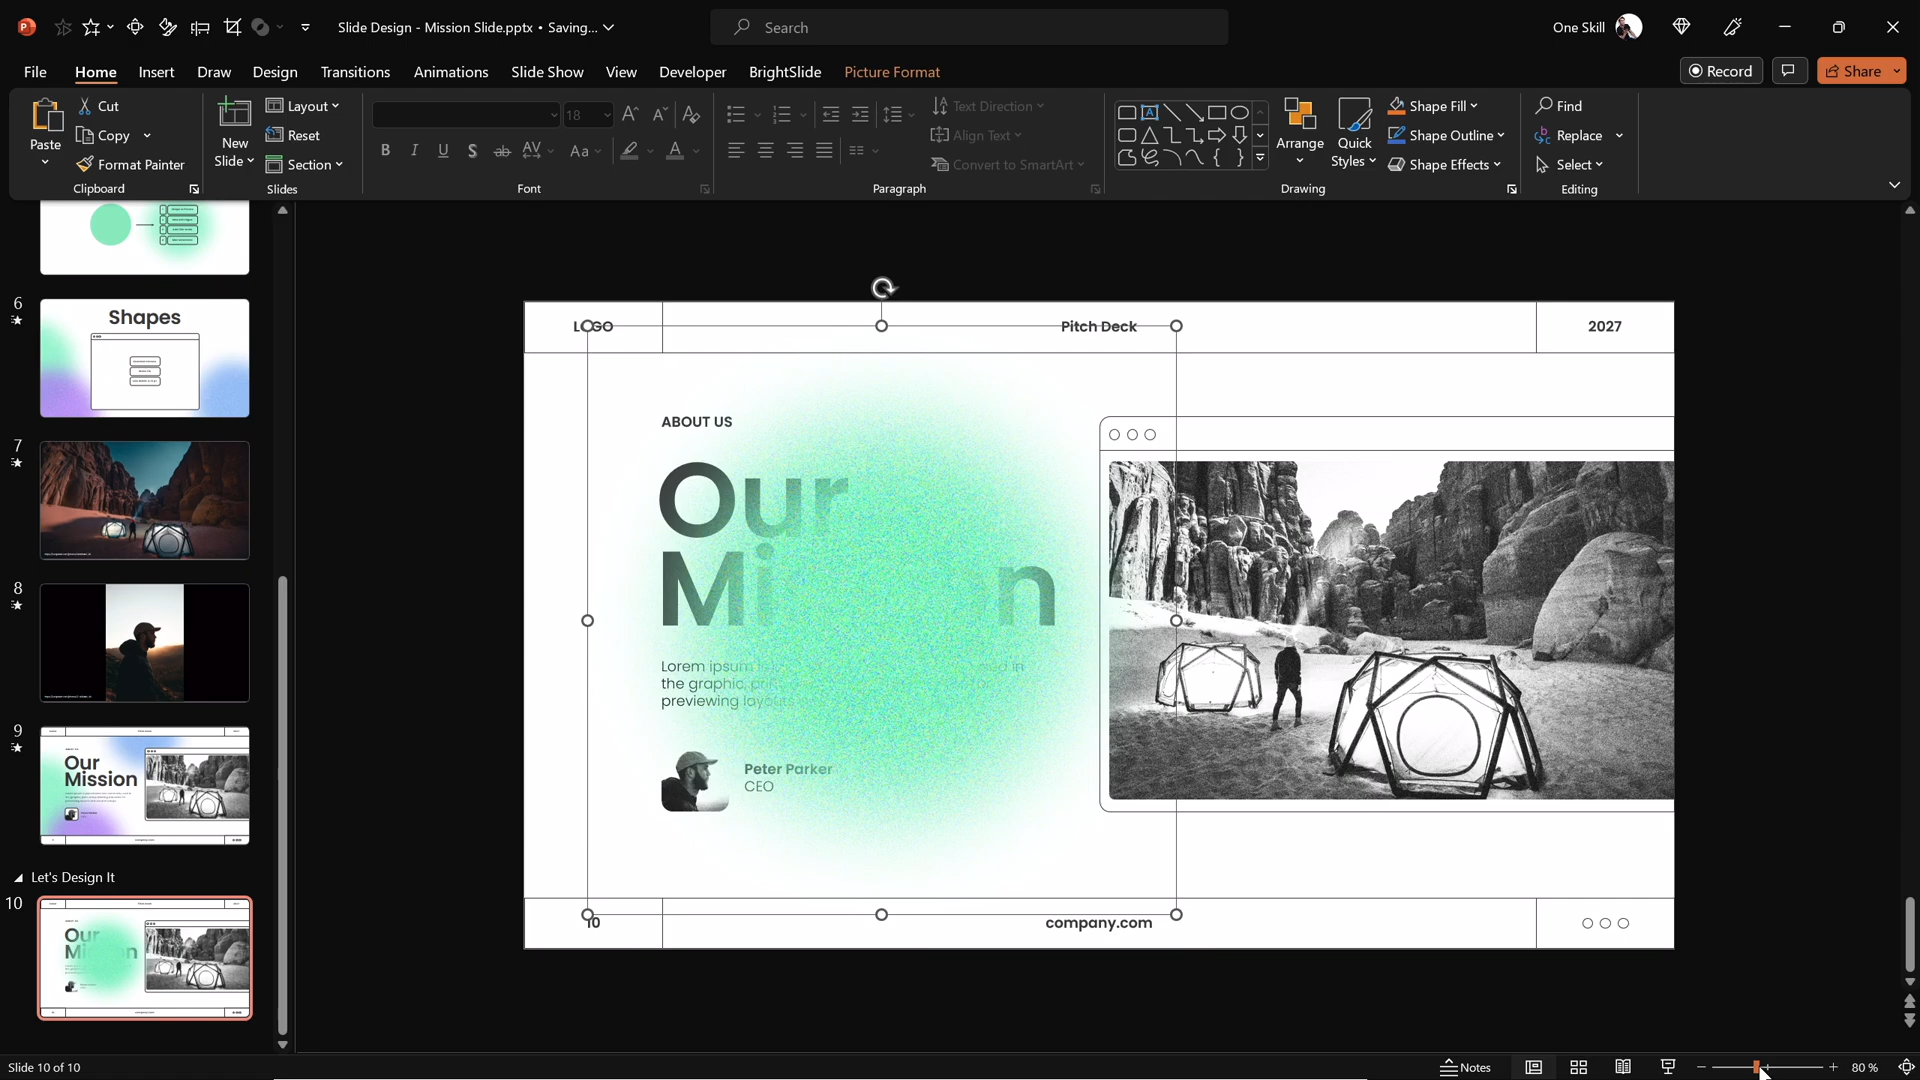 Slide Design - Mission Slide.pptx • Saving...
Search
One Skill
File Home Insert Draw Design Transitions Animations Slide Show View Developer BrightSlide Picture Format
Record
Share
Paste
Cut
Copy
Format Painter
Clipboard
New Slide
Layout
Reset
Section
Slides
18
Font
Text Direction
Align Text
Convert to SmartArt
Paragraph
Arrange
Quick Styles
Shape Fill
Shape Outline
Shape Effects
Drawing
Find
Replace
Select
Editing
6
Shapes
7
8
9
Our
Mission
Let's Design It
10
LOGO
Pitch Deck
2027
ABOUT US
Our
Mi n
Lorem ipsum
the graphic,
previewing layouts
Peter Parker
CEO
10
company.com
Slide 10 of 10
Notes
80 %